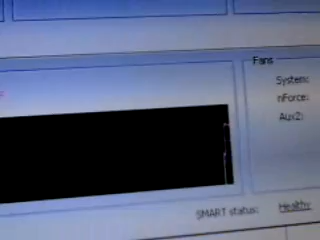 Fans
System:
nForce:
Aux2:
SMART status: Healthy